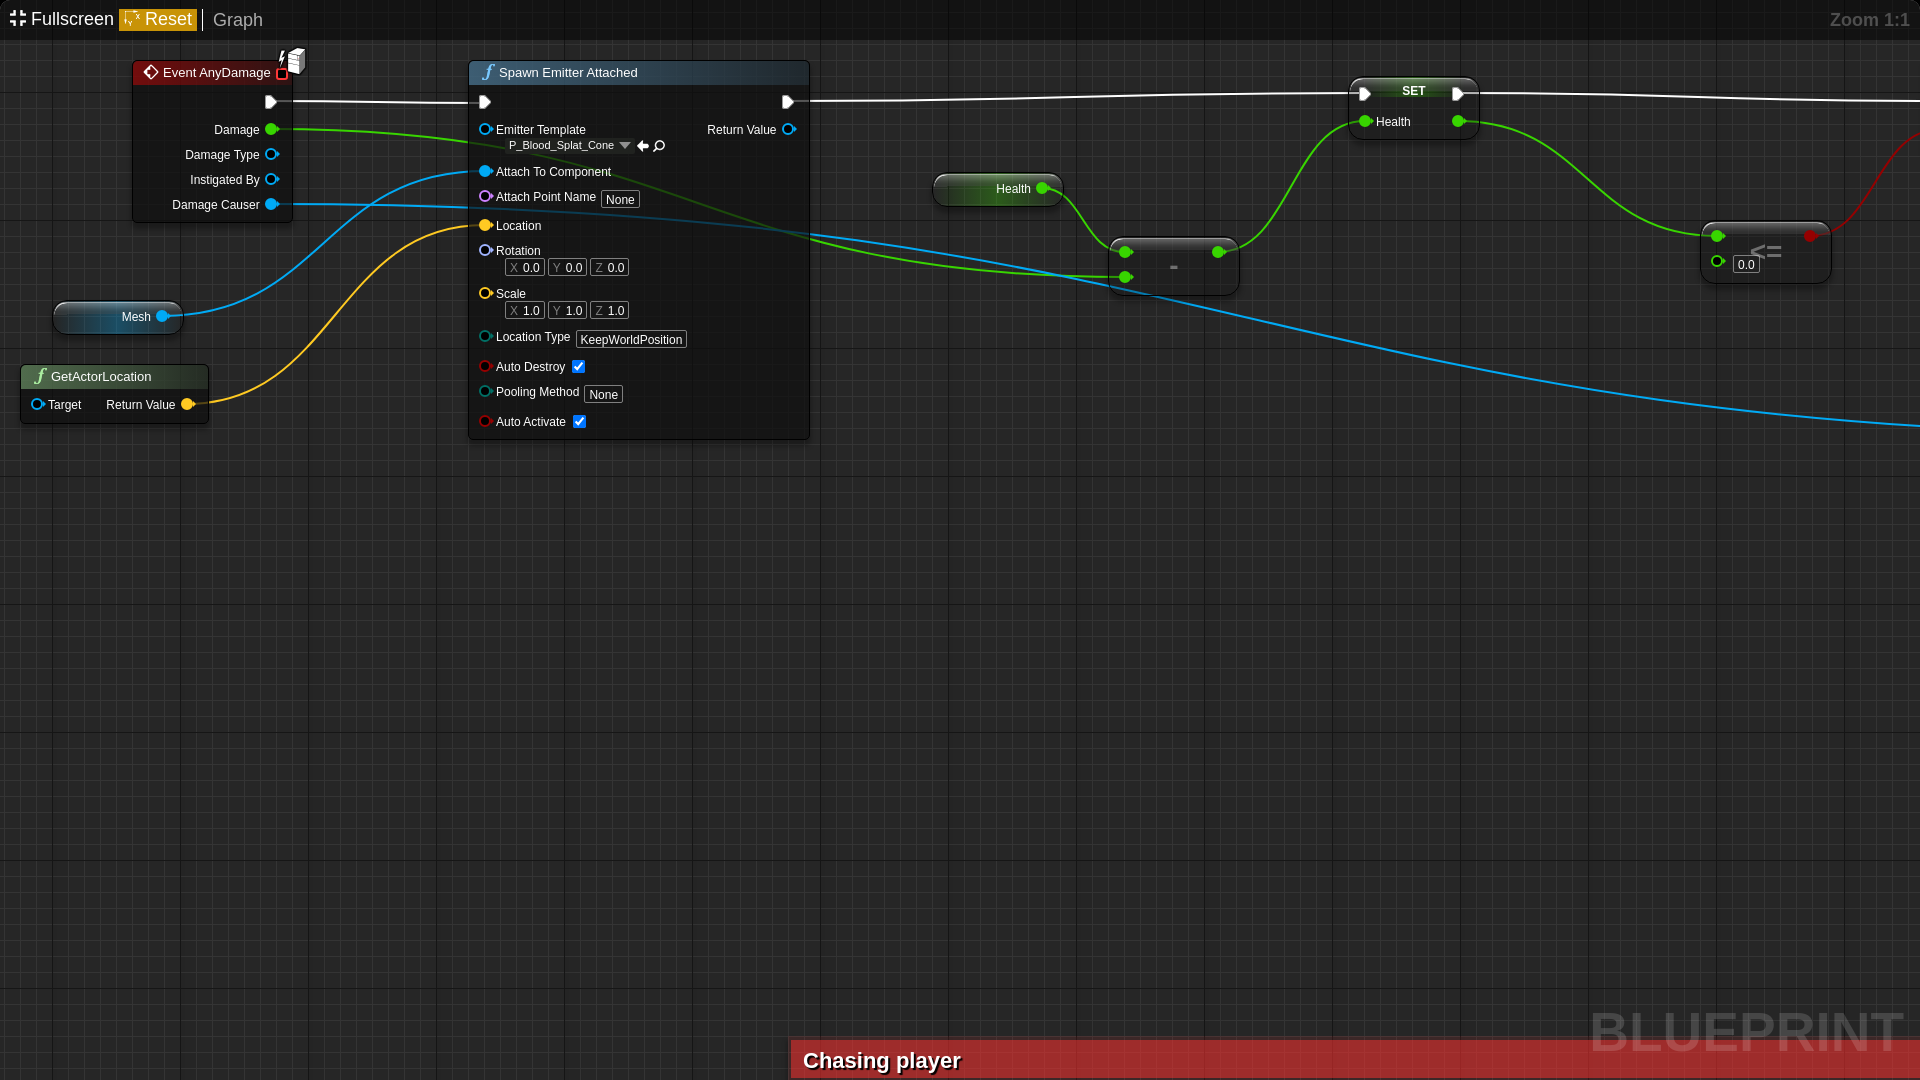 Fullscreen Reset Graph Zoom 1:1
Event AnyDamage
Damage
Damage Type
Instigated By
Damage Causer
Mesh
GetActorLocation
Target Return Value
Spawn Emitter Attached
Emitter Template Return Value
P_Blood_Splat_Cone
Attach To Component
Attach Point Name None
Location
Rotation
X 0.0 Y 0.0 Z 0.0
Scale
X 1.0 Y 1.0 Z 1.0
Location Type KeepWorldPosition
Auto Destroy
Pooling Method None
Auto Activate
Health
-
SET
Health
<=
0.0
BLUEPRINT
Chasing player